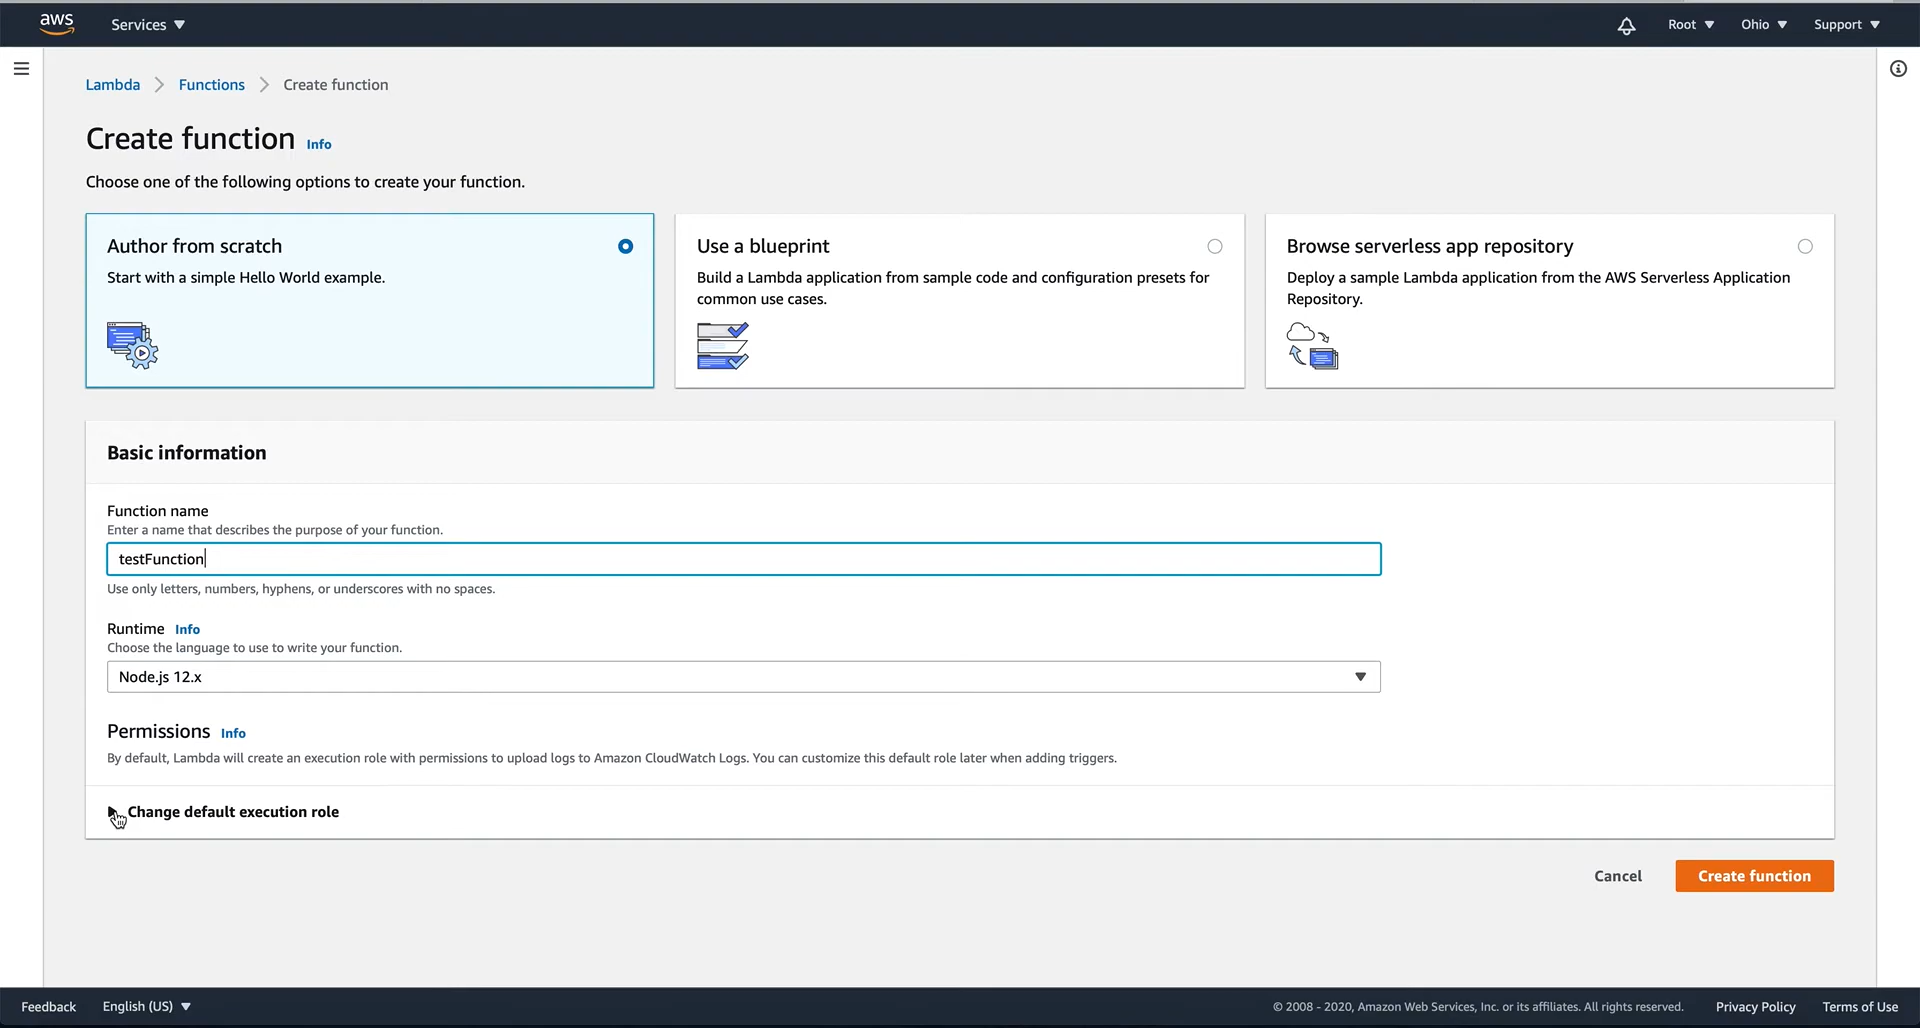 aws
Services
Root
Ohio
Support
Lambda
Functions
Create function
Create function Info
Choose one of the following options to create your function.
Author from scratch
Start with a simple Hello World example.
Use a blueprint
Build a Lambda application from sample code and configuration presets for
common use cases.
Browse serverless app repository
Deploy a sample Lambda application from the AWS Serverless Application
Repository.
Basic information
Function name
Enter a name that describes the purpose of your function.
testFunction
Use only letters, numbers, hyphens, or underscores with no spaces.
Runtime Info
Choose the language to use to write your function.
Node.js 12.x
Permissions Info
By default, Lambda will create an execution role with permissions to upload logs to Amazon CloudWatch Logs. You can customize this default role later when adding triggers.
Change default execution role
Cancel
Create function
Feedback
English (US)
© 2008 - 2020, Amazon Web Services, Inc. or its affiliates. All rights reserved.
Privacy Policy
Terms of Use